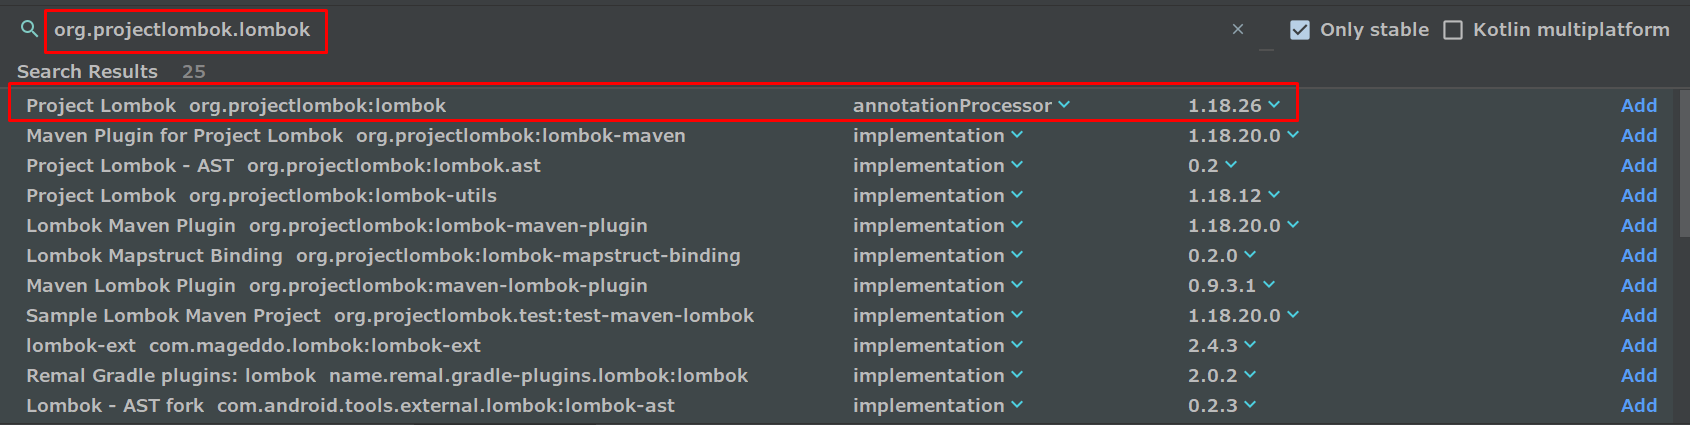 org.projectlombok.lombok × Only stable Kotlin multiplatform
Search Results 25
Project Lombok org.projectlombok:lombok annotationProcessor 1.18.26 Add
Maven Plugin for Project Lombok org.projectlombok:lombok-maven implementation 1.18.20.0 Add
Project Lombok - AST org.projectlombok:lombok.ast implementation 0.2 Add
Project Lombok org.projectlombok:lombok-utils implementation 1.18.12 Add
Lombok Maven Plugin org.projectlombok:lombok-maven-plugin implementation 1.18.20.0 Add
Lombok Mapstruct Binding org.projectlombok:lombok-mapstruct-binding implementation 0.2.0 Add
Maven Lombok Plugin org.projectlombok:maven-lombok-plugin implementation 0.9.3.1 Add
Sample Lombok Maven Project org.projectlombok.test:test-maven-lombok implementation 1.18.20.0 Add
lombok-ext com.mageddo.lombok:lombok-ext implementation 2.4.3 Add
Remal Gradle plugins: lombok name.remal.gradle-plugins.lombok:lombok implementation 2.0.2 Add
Lombok - AST fork com.android.tools.external.lombok:lombok-ast implementation 0.2.3 Add